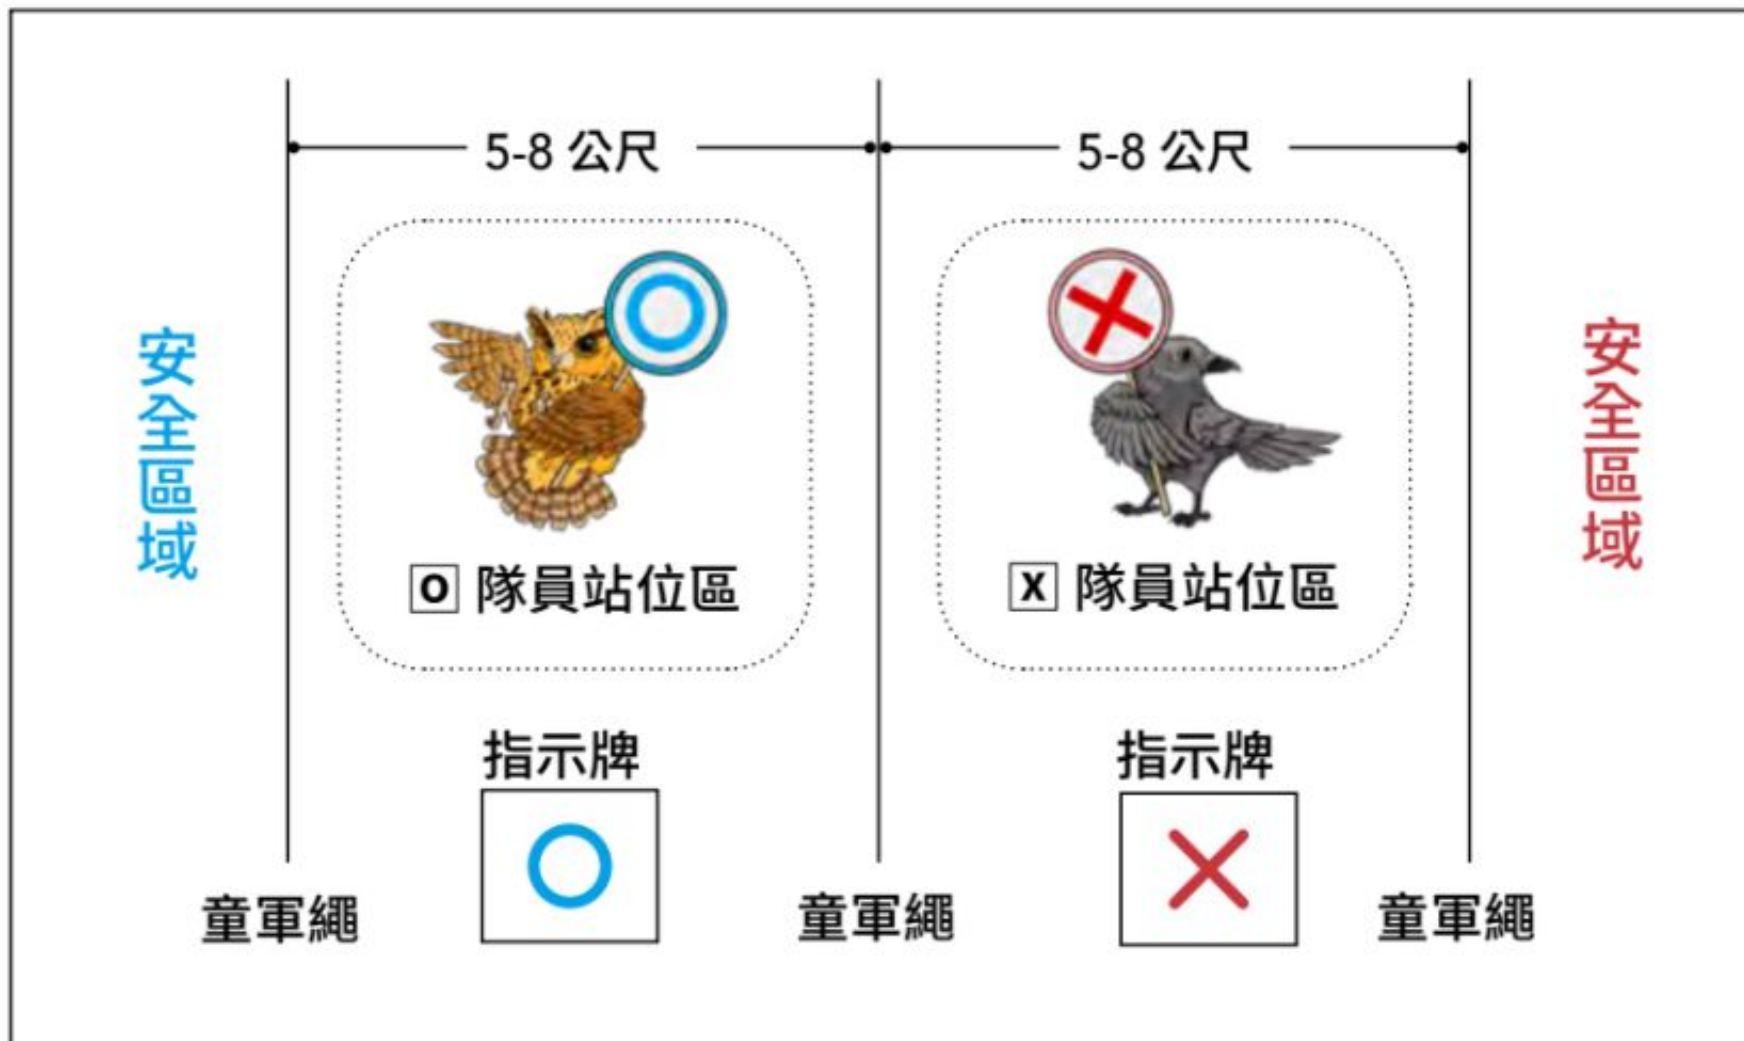 5-8 公尺
5-8 公尺
安全區域
安全區域
O 隊員站位區
X 隊員站位區
指示牌
指示牌
童軍繩
童軍繩
童軍繩